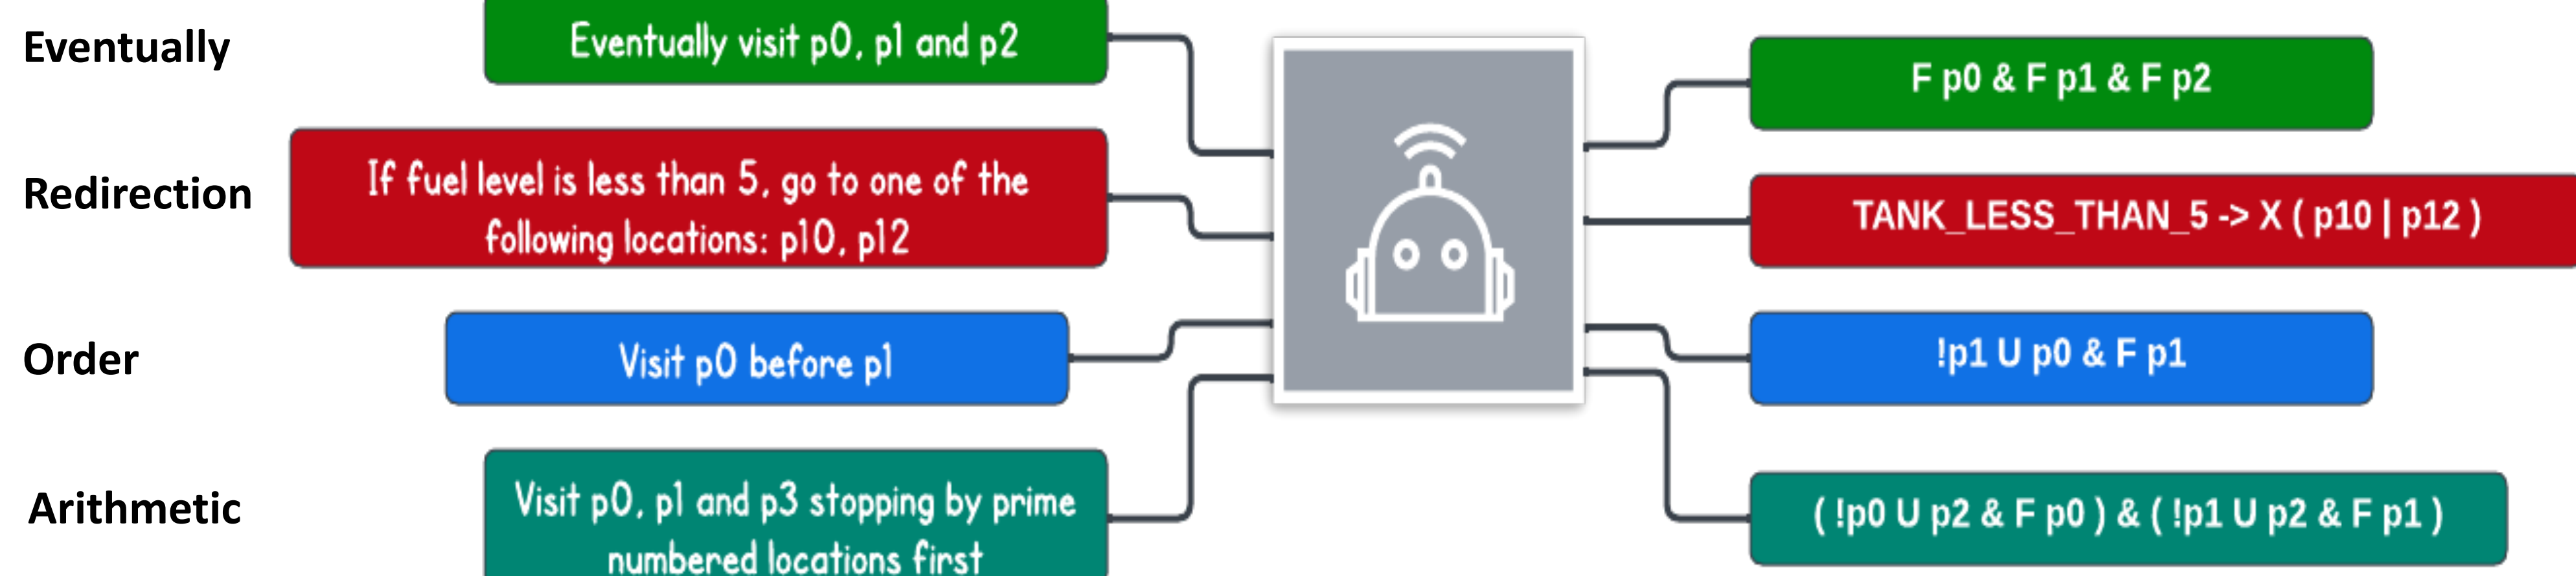 Eventually
Eventually visit p0, p1 and p2
F p0 & F p1 & F p2
Redirection
If fuel level is less than 5, go to one of the
following locations: p10, p12
TANK_LESS_THAN_5 -> X ( p10 | p12 )
Order
Visit p0 before p1
!p1 U p0 & F p1
Arithmetic
Visit p0, p1 and p3 stopping by prime
numbered locations first
( !p0 U p2 & F p0 ) & ( !p1 U p2 & F p1 )